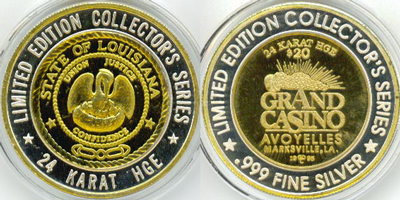 LIMITED EDITION COLLECTOR'S SERIES
STATE OF LOUISIANA
UNION JUSTICE
CONFIDENCE
24 KARAT HGE
LIMITED EDITION COLLECTOR'S SERIES
24 KARAT HGE
$20
GRAND
CASINO
AVOYELLES
MARKSVILLE, LA.
.999 FINE SILVER